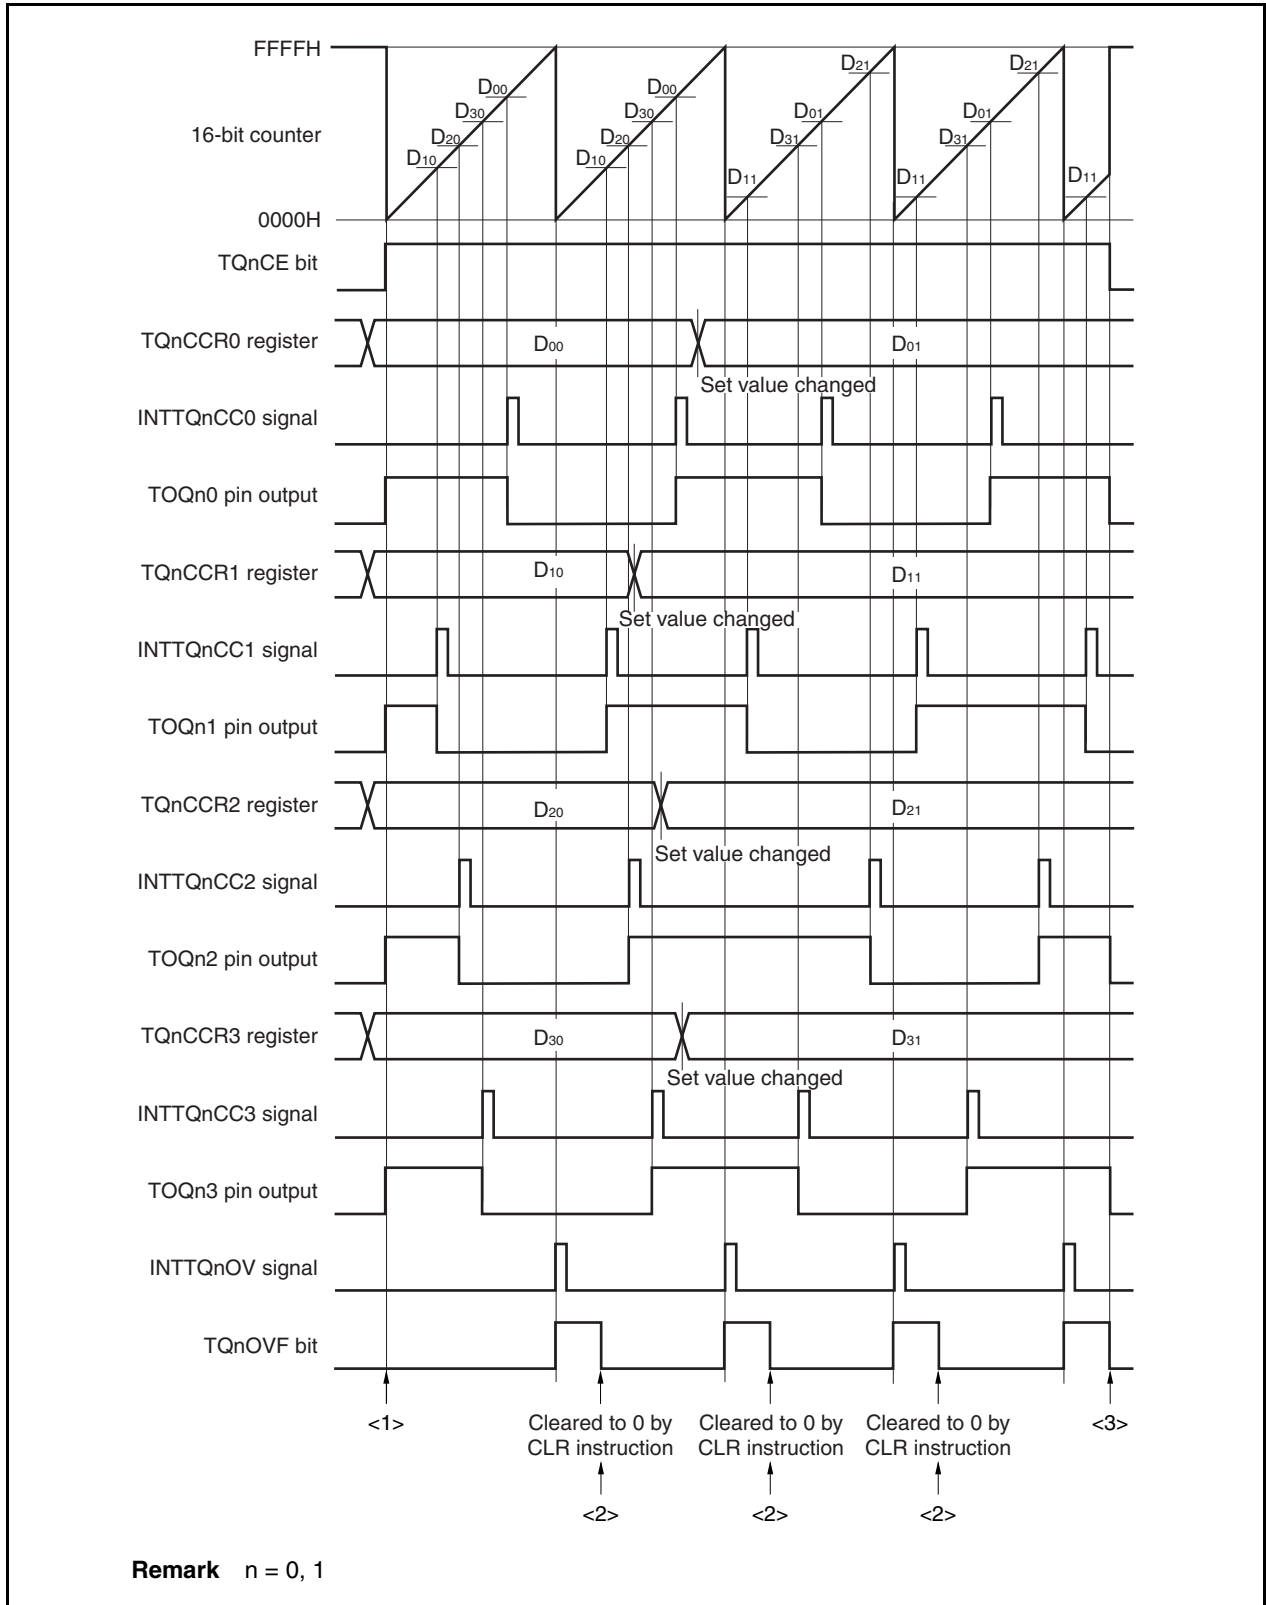 FFFFH
16-bit counter
0000H
D10 D20 D30 D00 D10 D20 D30 D00 D11 D31 D01 D21 D11 D31 D01 D21 D11
TQnCE bit
TQnCCR0 register D00 D01
Set value changed
INTTQnCC0 signal
TOQn0 pin output
TQnCCR1 register D10 D11
Set value changed
INTTQnCC1 signal
TOQn1 pin output
TQnCCR2 register D20 D21
Set value changed
INTTQnCC2 signal
TOQn2 pin output
TQnCCR3 register D30 D31
Set value changed
INTTQnCC3 signal
TOQn3 pin output
INTTQnOV signal
TQnOVF bit
<1> Cleared to 0 by Cleared to 0 by Cleared to 0 by <3>
CLR instruction CLR instruction CLR instruction
<2> <2> <2>
Remark n = 0, 1